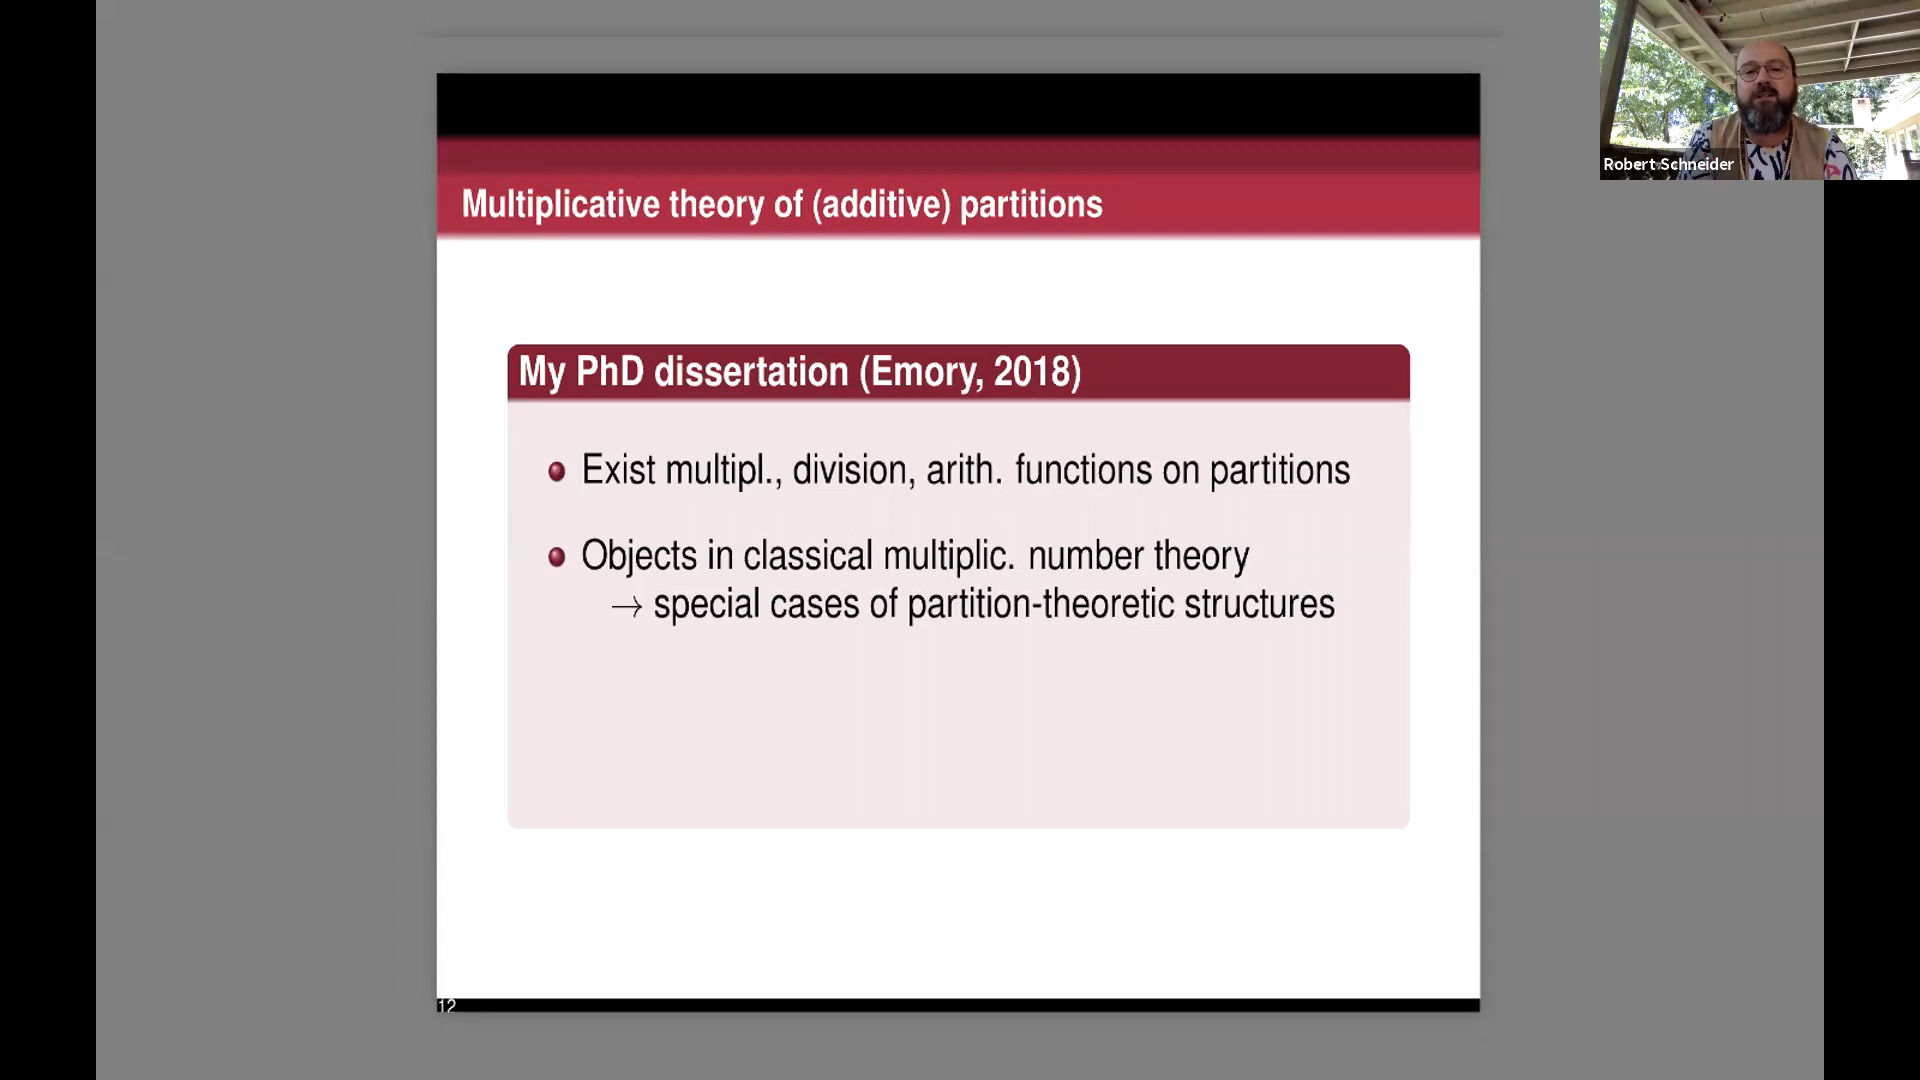 Robert Schneider
Multiplicative theory of (additive) partitions
My PhD dissertation (Emory, 2018)
Exist multipl., division, arith. functions on partitions
Objects in classical multiplic. number theory
→ special cases of partition-theoretic structures
12